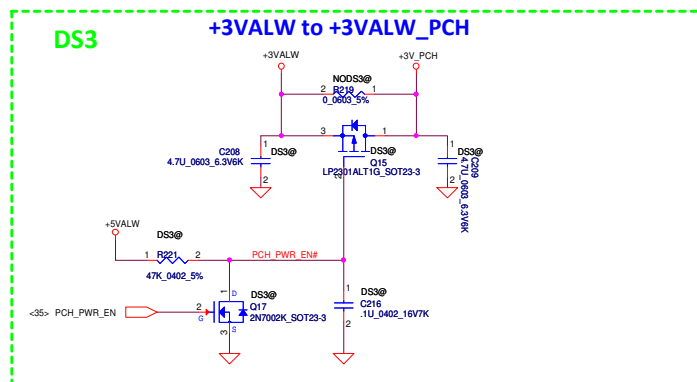 DS3
+3VALW to +3VALW_PCH
+3VALW
+3V_PCH
NODS3@
2 R219 1
0_0603_5%
3 1
C208
4.7U_0603_6.3V6K
1
DS3@
2
DS3@
Q15
LP2301ALT1G_SOT23-3
2
1
DS3@
C209
4.7U_0603_6.3V6K
2
+5VALW
DS3@
1 R221 2
47K_0402_5%
PCH_PWR_EN#
<35> PCH_PWR_EN
1 D
2
G
3 S
DS3@
Q17
2N7002K_SOT23-3
1
DS3@
C216
.1U_0402_16V7K
2